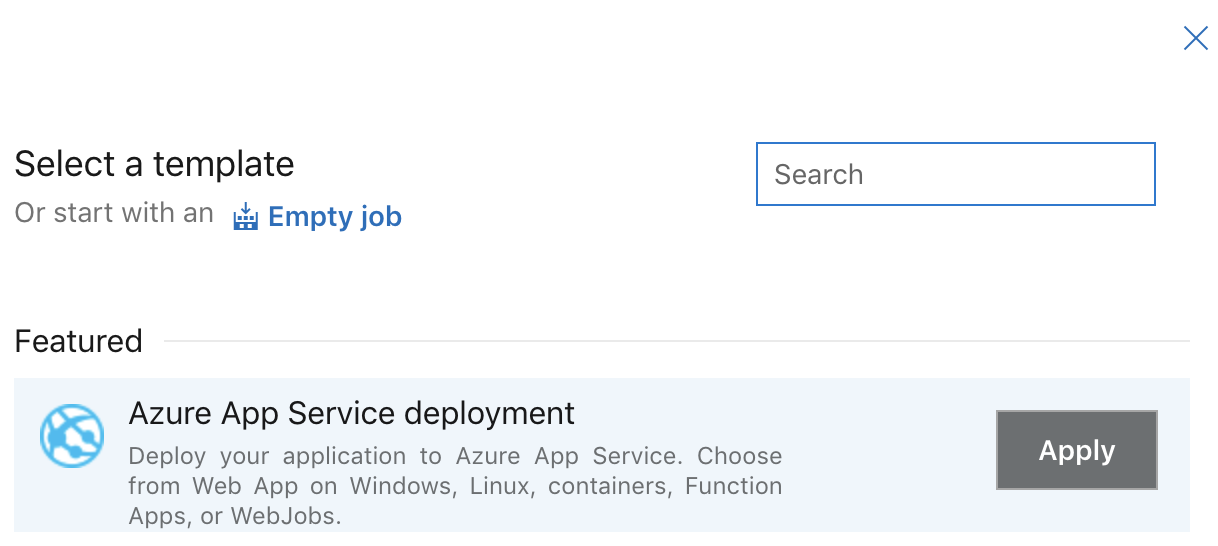 Select a template
Search
Or start with an Empty job
Featured
Azure App Service deployment
Deploy your application to Azure App Service. Choose
from Web App on Windows, Linux, containers, Function
Apps, or WebJobs.
Apply